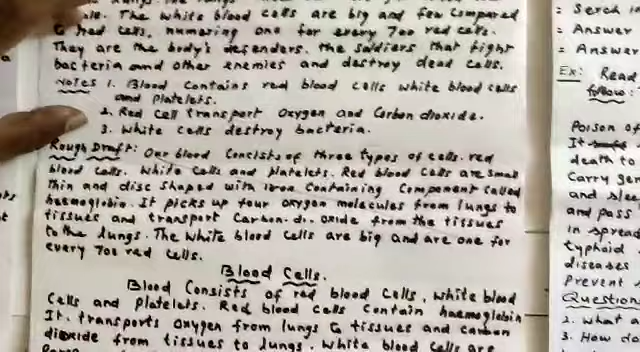 The white blood cells are big and few compared
to red cells, numering one for every 700 red cells.
They are the body's defenders. the soldiers that fight
bacteria and other enemies and destroy dead cells.
Notes 1. Blood Contains red blood cells white blood cells
and platelets.
2. Red cell transport Oxygen and Carbon dioxide.
3. White cells destroy bacteria.
Rough Draft: Our blood Consists of three types of cells. red
blood cells. White cells and Platelets. Red blood Cells are small
Thin and disc shaped with iron Containing Component called
haemoglobin. It picks up four oxygen molecules from lungs to
tissues and transport Carbon. di. oxide from the tissues
to the lungs. The White blood Cells are big and are one for
every 700 red cells.
Blood Cells.
Blood Consists of red blood Cells, white blood
Cells and Platelets. Red blood Cells Contain haemoglobin
It. transports oxygen from lungs to tissues and carbon
dioxide from tissues to lungs. White blood cells are
= Answer
= Answer
Ex: Read
follow:
Poison of
It
death to
Carry ger
and slee
and pass
in spread
typhoid
diseases
Prevent
Question
2. What a
3. How do